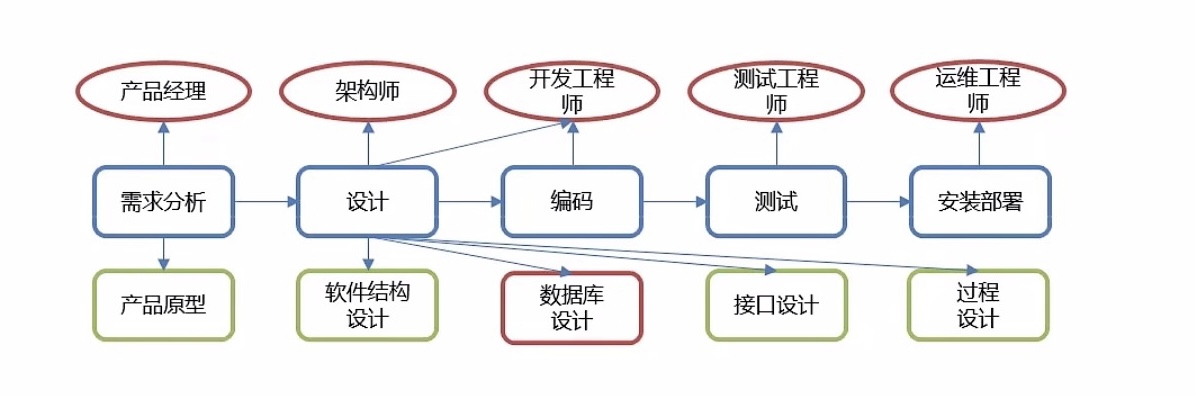 产品经理
架构师
开发工程
师
测试工程
师
运维工程
师
需求分析
设计
编码
测试
安装部署
产品原型
软件结构
设计
数据库
设计
接口设计
过程
设计